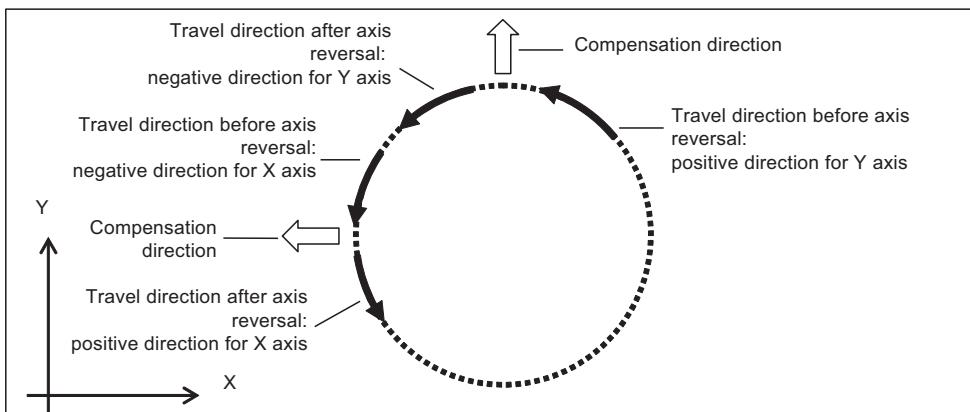 Travel direction after axis
reversal:
negative direction for Y axis
Compensation direction
Travel direction before axis
reversal:
positive direction for Y axis
Travel direction before axis
reversal:
negative direction for X axis
Y
Compensation
direction
Travel direction after axis
reversal:
positive direction for X axis
X